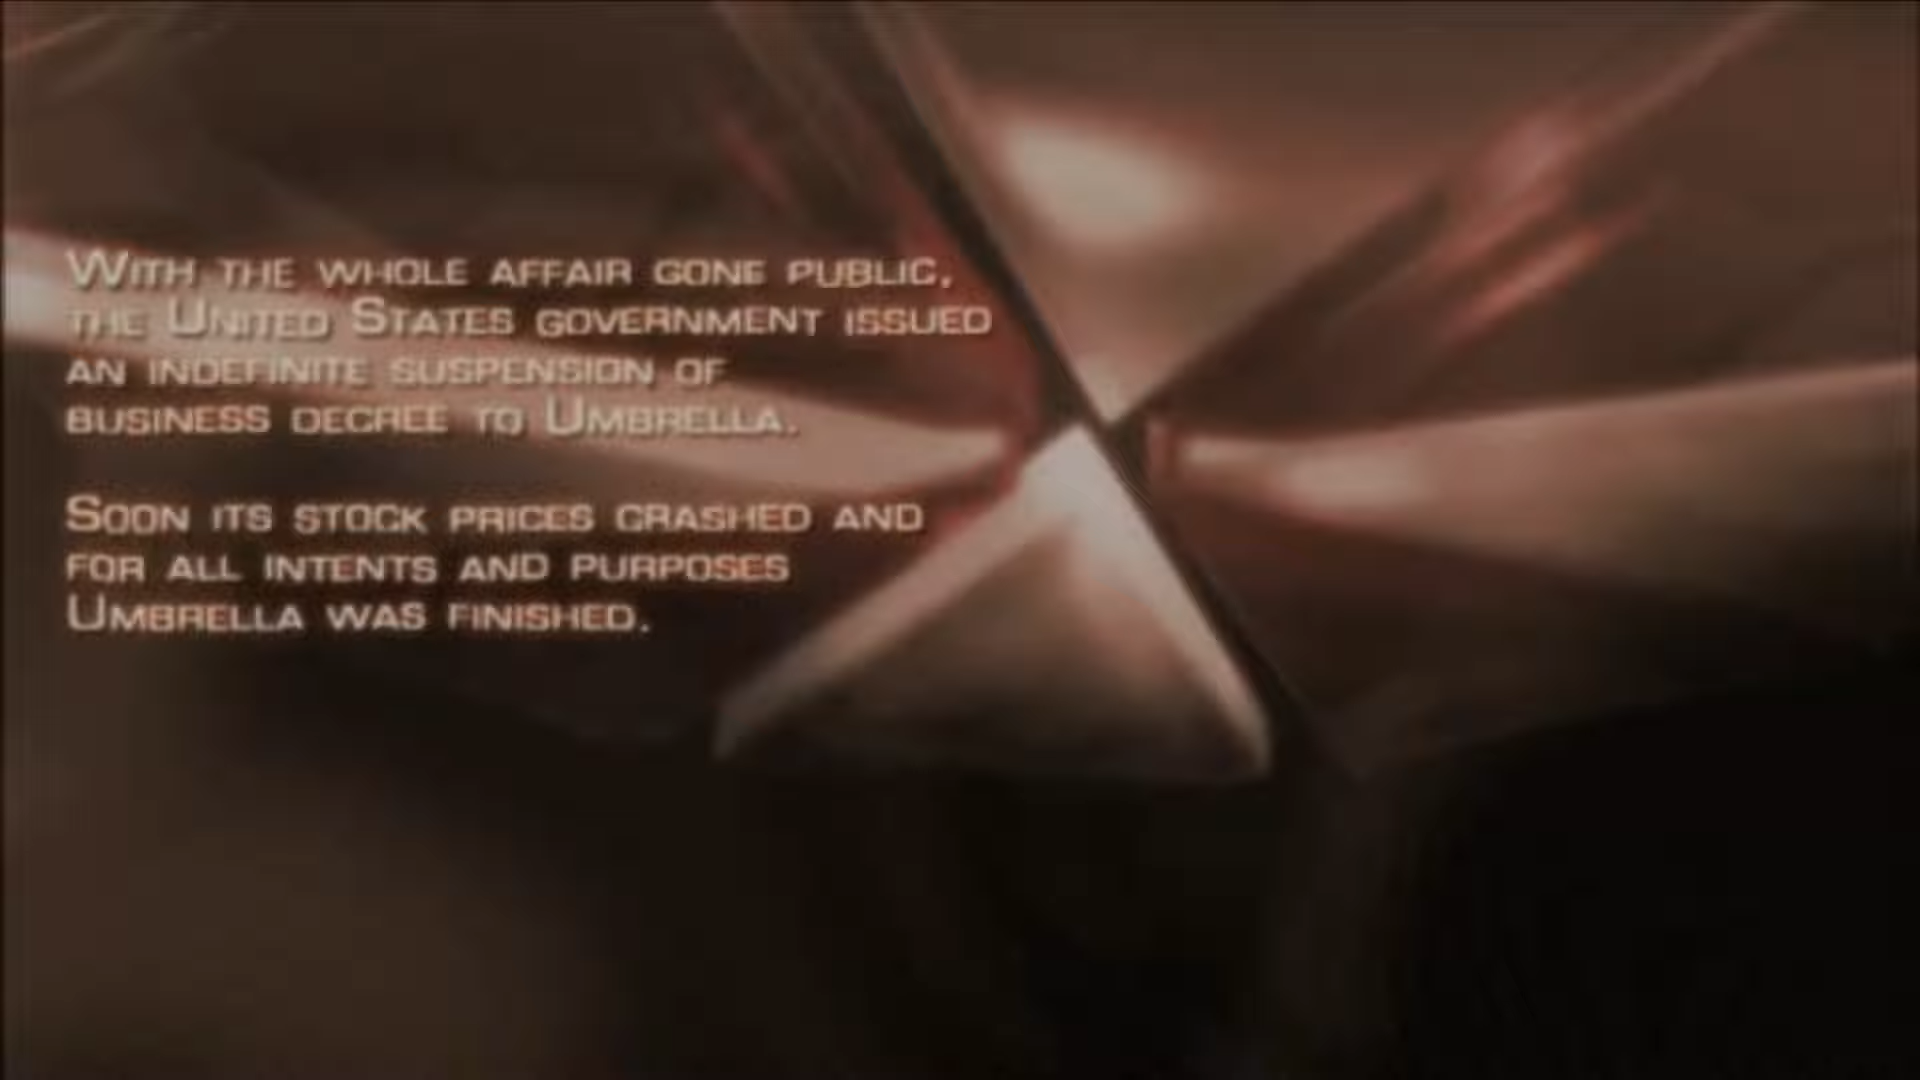 With the whole affair gone public,
the United States government issued
an indefinite suspension of
business decree to Umbrella.
Soon its stock prices crashed and
for all intents and purposes
Umbrella was finished.